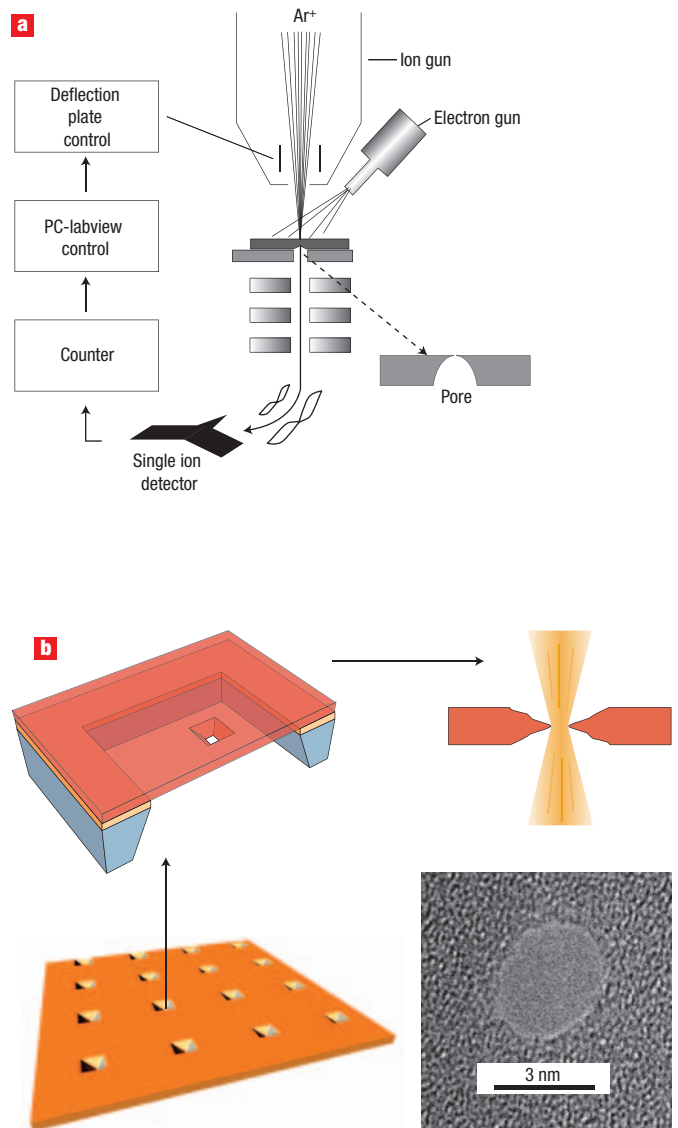 a
Ar⁺
Ion gun
Deflection
plate
control
Electron gun
PC-labview
control
Counter
Pore
Single ion
detector
b
3 nm